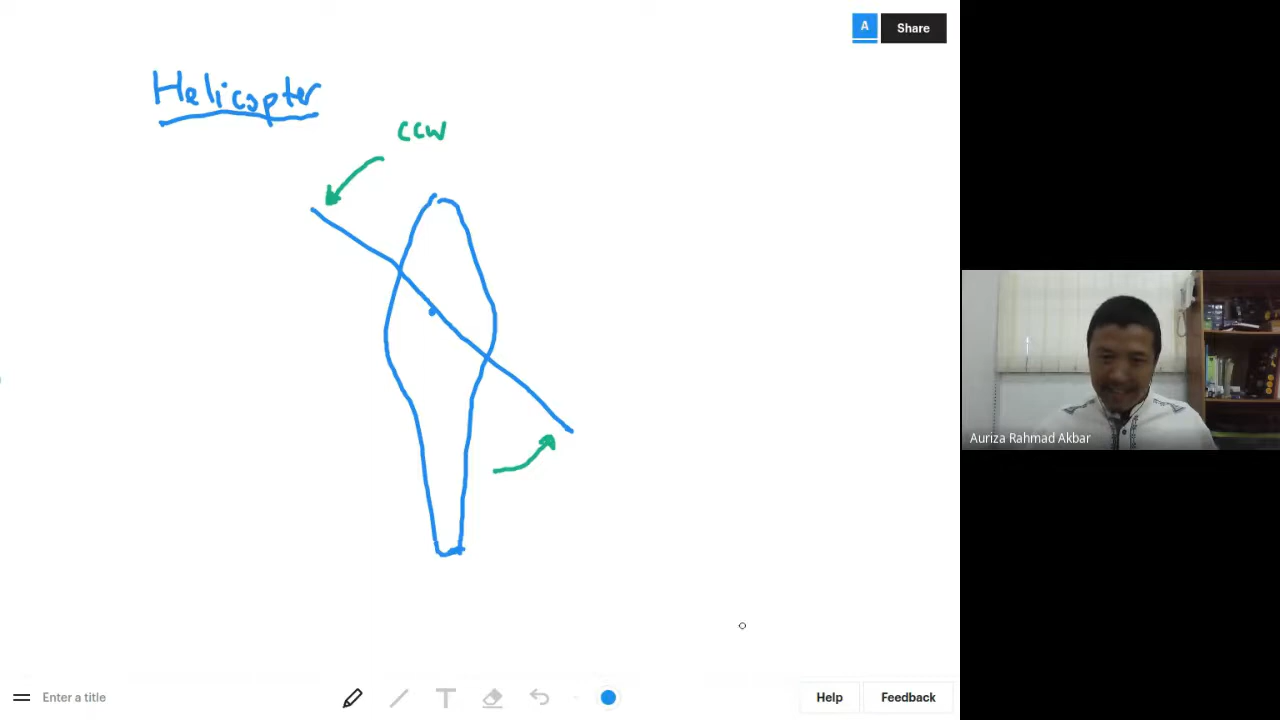 A Share
Helicopter
CCW
Auriza Rahmad Akbar
Enter a title
T
Help Feedback